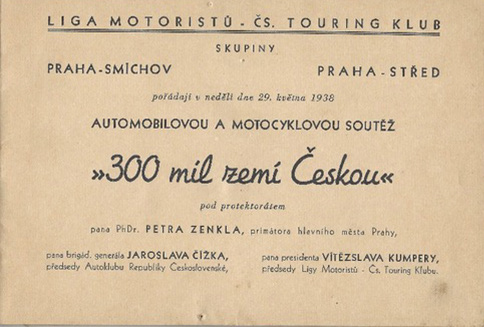 LIGA MOTORISTŮ - ČS. TOURING KLUB
SKUPINY
PRAHA-SMÍCHOV PRAHA-STŘED
pořádají v neděli dne 29. května 1938
AUTOMOBILOVOU A MOTOCYKLOVOU SOUTĚŽ
»300 mil zemí Českou«
pod protektorátem
pana PhDr. PETRA ZENKLA, primátora hlavního města Prahy,
pana brigád. generála JAROSLAVA ČÍŽKA, pana presidenta VÍTĚZSLAVA KUMPERY,
předsedy Autoklubu Republiky Československé, předsedy Ligy Motoristů - Čs. Touring Klubu.